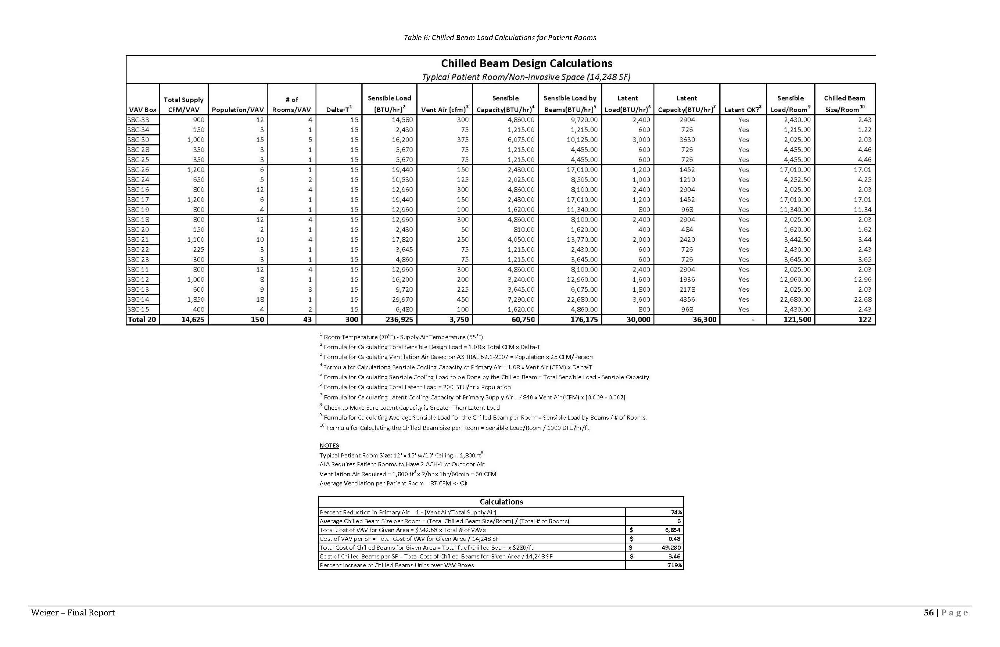 Table 6: Chilled Beam Load Calculations for Patient Rooms
Chilled Beam Design Calculations
Typical Patient Room/Non-invasive Space (14,248 SF)
VAV Box Total Supply CFM/VAV Population/VAV # of Rooms/VAV Delta-T1 Sensible Load (BTU/hr)2 Vent Air (cfm)3 Sensible Capacity(BTU/hr)4 Sensible Load by Beams(BTU/hr)5 Latent Load(BTU/hr)6 Latent Capacity(BTU/hr)7 Latent OK?8 Sensible Load/Room9 Chilled Beam Size/Room10
S8C-33 900 12 4 15 14,580 300 4,860.00 9,720.00 2,400 2904 Yes 2,430.00 2.43
S8C-34 150 3 1 15 2,430 75 1,215.00 1,215.00 600 726 Yes 1,215.00 1.22
S8C-30 1,000 15 5 15 16,200 375 6,075.00 10,125.00 3,000 3630 Yes 2,025.00 2.03
S8C-28 350 3 1 15 5,670 75 1,215.00 4,455.00 600 726 Yes 4,455.00 4.46
S8C-25 350 3 1 15 5,670 75 1,215.00 4,455.00 600 726 Yes 4,455.00 4.46
S8C-26 1,200 6 1 15 19,440 150 2,430.00 17,010.00 1,200 1452 Yes 17,010.00 17.01
S8C-24 650 5 2 15 10,530 125 2,025.00 8,505.00 1,000 1210 Yes 4,252.50 4.25
S8C-16 800 12 4 15 12,960 300 4,860.00 8,100.00 2,400 2904 Yes 2,025.00 2.03
S8C-17 1,200 6 1 15 19,440 150 2,430.00 17,010.00 1,200 1452 Yes 17,010.00 17.01
S8C-19 800 4 1 15 12,960 100 1,620.00 11,340.00 800 968 Yes 11,340.00 11.34
S8C-18 800 12 4 15 12,960 300 4,860.00 8,100.00 2,400 2904 Yes 2,025.00 2.03
S8C-20 150 2 1 15 2,430 50 810.00 1,620.00 400 484 Yes 1,620.00 1.62
S8C-21 1,100 10 4 15 17,820 250 4,050.00 13,770.00 2,000 2420 Yes 3,442.50 3.44
S8C-22 225 3 1 15 3,645 75 1,215.00 2,430.00 600 726 Yes 2,430.00 2.43
S8C-23 300 3 1 15 4,860 75 1,215.00 3,645.00 600 726 Yes 3,645.00 3.65
S8C-11 800 12 4 15 12,960 300 4,860.00 8,100.00 2,400 2904 Yes 2,025.00 2.03
S8C-12 1,000 8 1 15 16,200 200 3,240.00 12,960.00 1,600 1936 Yes 12,960.00 12.96
S8C-13 600 9 3 15 9,720 225 3,645.00 6,075.00 1,800 2178 Yes 2,025.00 2.03
S8C-14 1,850 18 1 15 29,970 450 7,290.00 22,680.00 3,600 4356 Yes 22,680.00 22.68
S8C-15 400 4 2 15 6,480 100 1,620.00 4,860.00 800 968 Yes 2,430.00 2.43
Total 20 14,625 150 43 300 236,925 3,750 60,750 176,175 30,000 36,300 - 121,500 122
1 Room Temperature (70°F) - Supply Air Temperature (55°F)
2 Formula for Calculating Total Sensible Design Load = 1.08 x Total CFM x Delta-T
3 Formula for Calculating Ventilation Air Based on ASHRAE 62.1-2007 = Population x 25 CFM/Person
4 Formula for Calculationg Sensible Cooling Capacity of Primary Air = 1.08 x Vent Air (CFM) x Delta-T
5 Formula for Calculating Sensible Cooling Load to be Done by the Chilled Beam = Total Sensible Load - Sensible Capacity
6 Formula for Calculating Total Latent Load = 200 BTU/hr x Population
7 Formula for Calculating Latent Cooling Capacity of Primary Supply Air = 4840 x Vent Air (CFM) x (0.009 - 0.007)
8 Check to Make Sure Latent Capacity is Greater Than Latent Load
9 Formula for Calculating Average Sensible Load for the Chilled Beam per Room = Sensible Load by Beams / # of Rooms.
10 Formula for Calculating the Chilled Beam Size per Room = Sensible Load/Room / 1000 BTU/hr/ft
NOTES
Typical Patient Room Size: 12' x 15' w/10' Ceiling = 1,800 ft3
AIA Requires Patient Rooms to Have 2 ACH-1 of Outdoor Air
Ventilation Air Required = 1,800 ft3 x 2/hr x 1hr/60min = 60 CFM
Average Ventilation per Patient Room = 87 CFM -> OK
Calculations
Percent Reduction in Primary Air = 1 - (Vent Air/Total Supply Air) 74%
Average Chilled Beam Size per Room = (Total Chilled Beam Size/Room) / (Total # of Rooms) 6
Total Cost of VAV for Given Area = $342.68 x Total # of VAVs $ 6,854
Cost of VAV per SF = Total Cost of VAV for Given Area / 14,248 SF $ 0.48
Total Cost of Chilled Beams for Given Area = Total ft of Chilled Beam x $280/ft $ 49,280
Cost of Chilled Beams per SF = Total Cost of Chilled Beams for Given Area / 14,248 SF $ 3.46
Percent Increase of Chilled Beams Units over VAV Boxes 719%
Weiger – Final Report
56 | Page